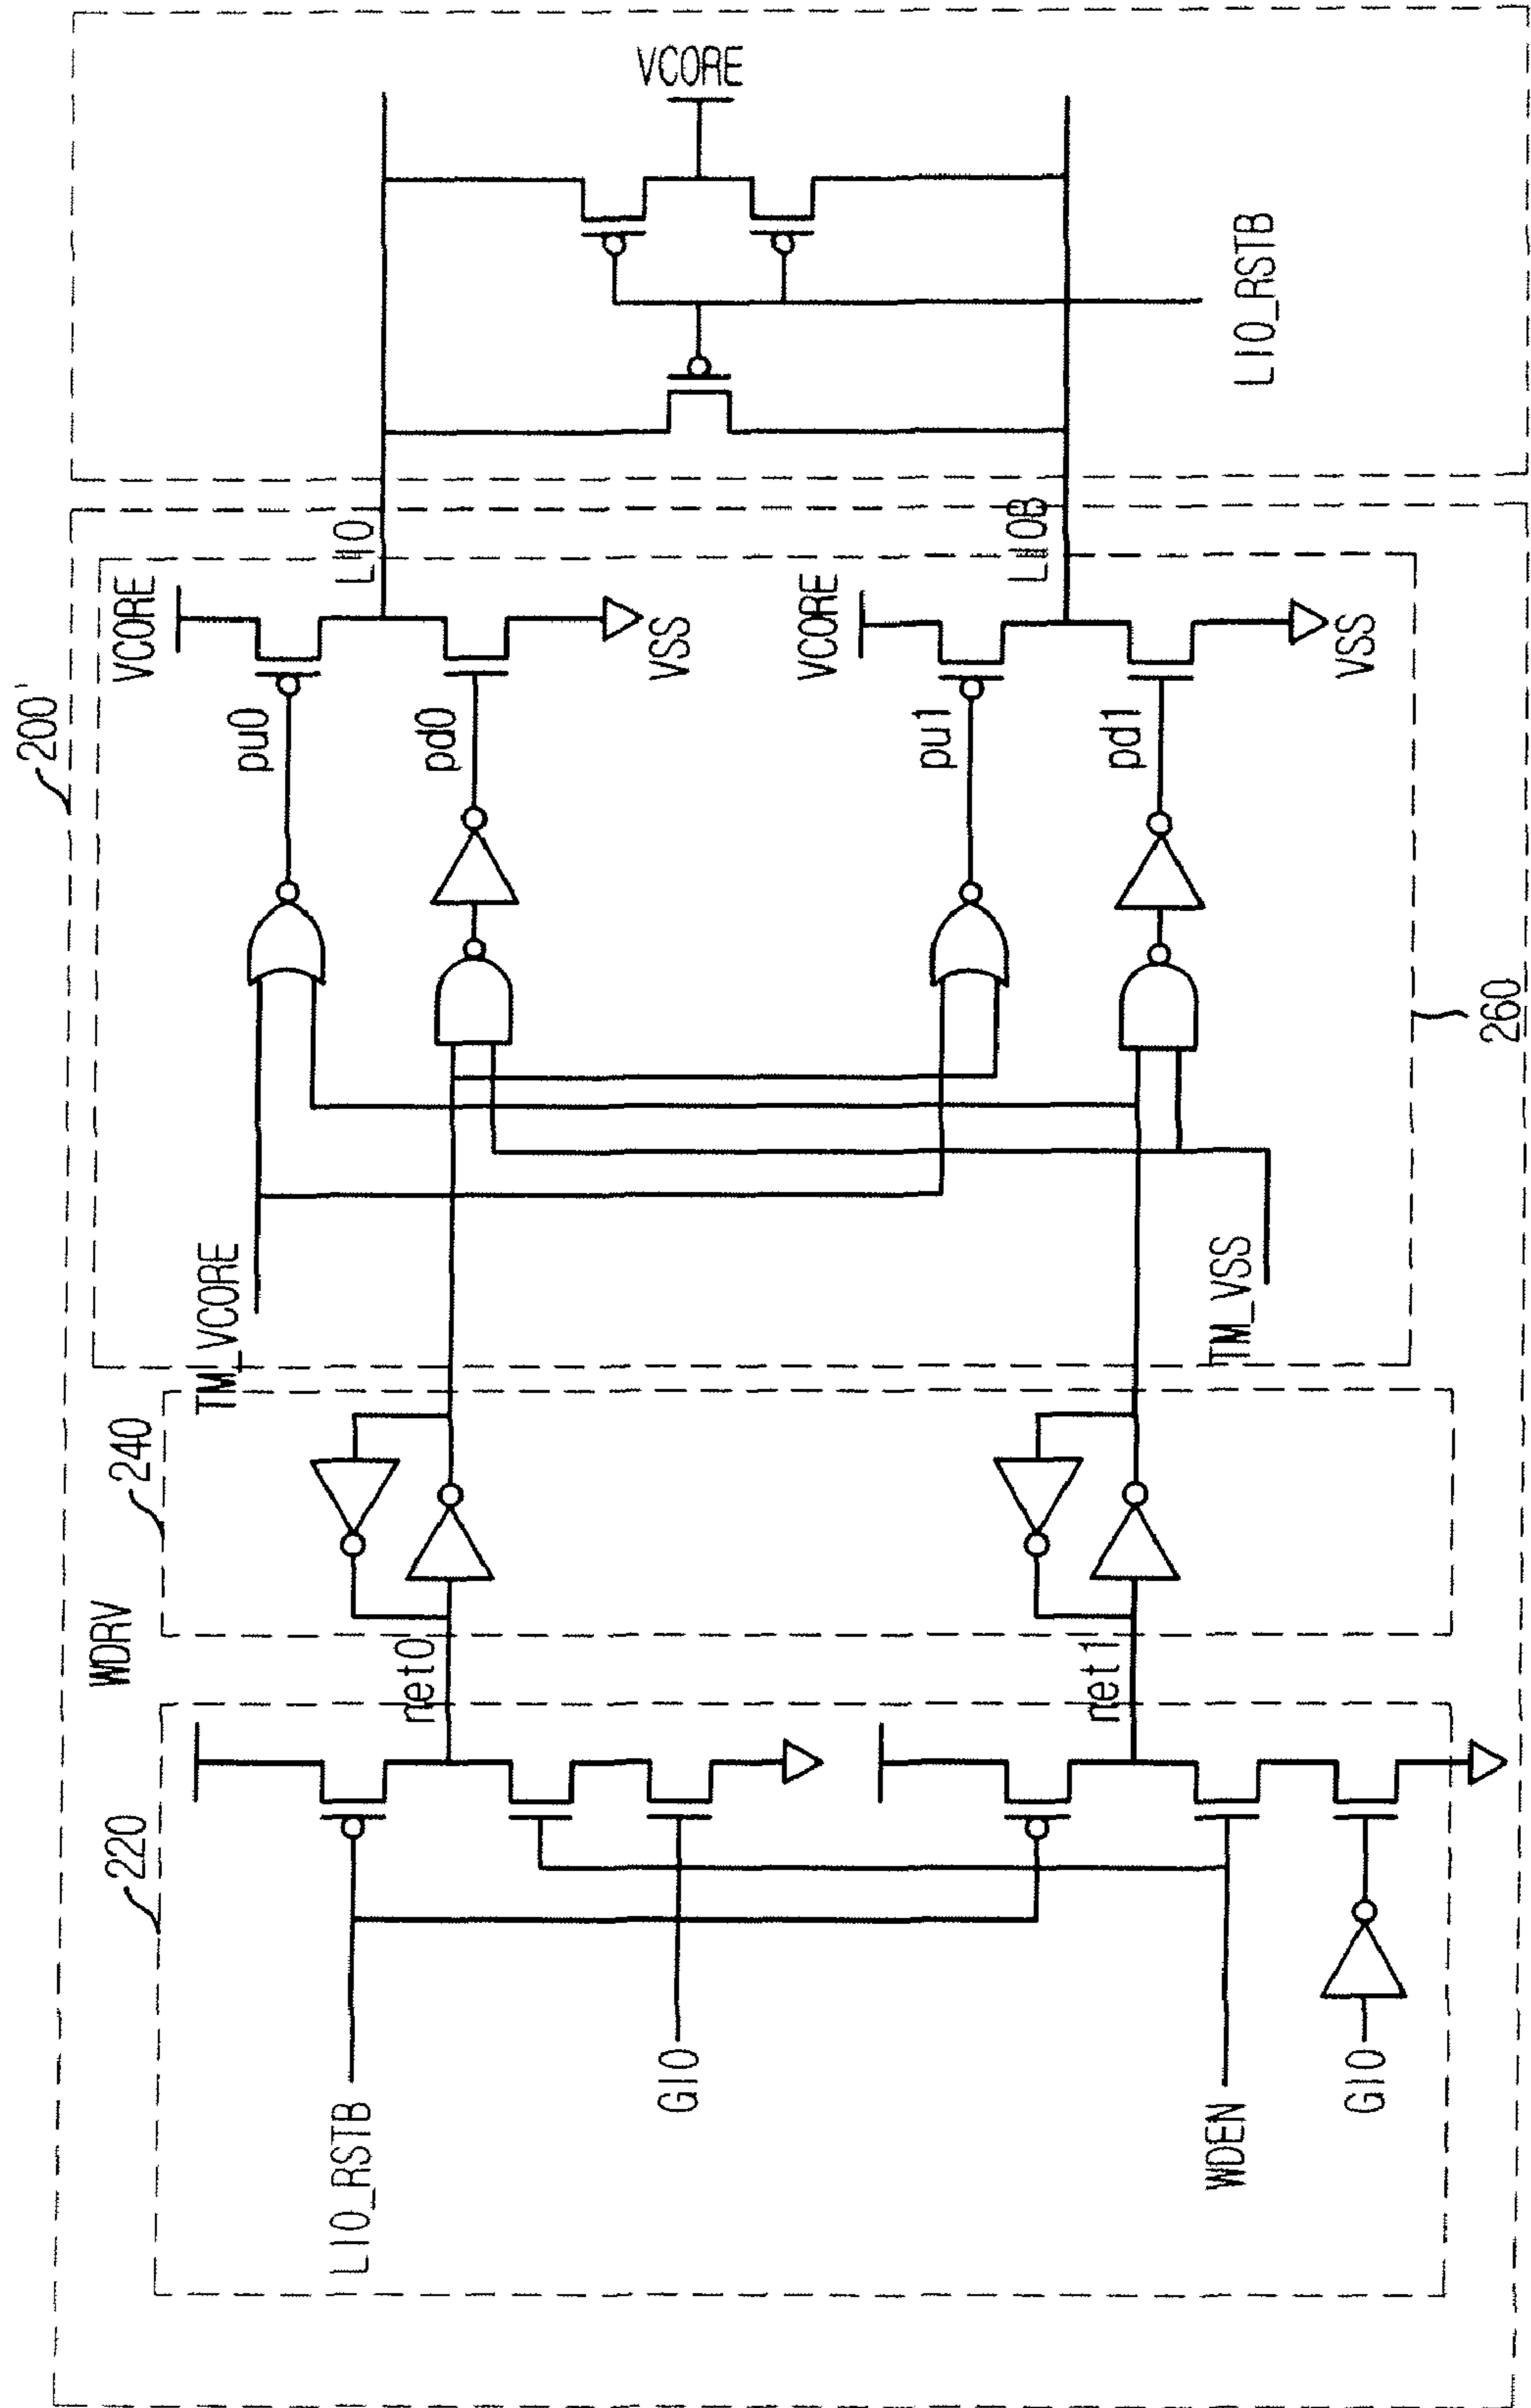 200'
WDRV
220
240
VCORE
TM_VCORE
pu0
LIO_RSTB
LIO
net0
pd0
GIO
VSS
VCORE
VCORE
pu1
LIOB
net1
pd1
WDEN
TM_VSS
LIO_RSTB
VSS
GIO
260